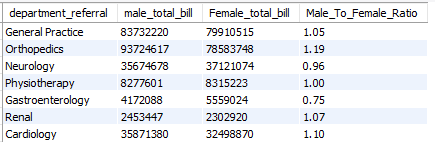 department_referral male_total_bill Female_total_bill Male_To_Female_Ratio
General Practice 83732220 79910515 1.05
Orthopedics 93724617 78583748 1.19
Neurology 35674678 37121074 0.96
Physiotherapy 8277601 8315223 1.00
Gastroenterology 4172088 5559024 0.75
Renal 2453447 2302920 1.07
Cardiology 35871380 32498870 1.10